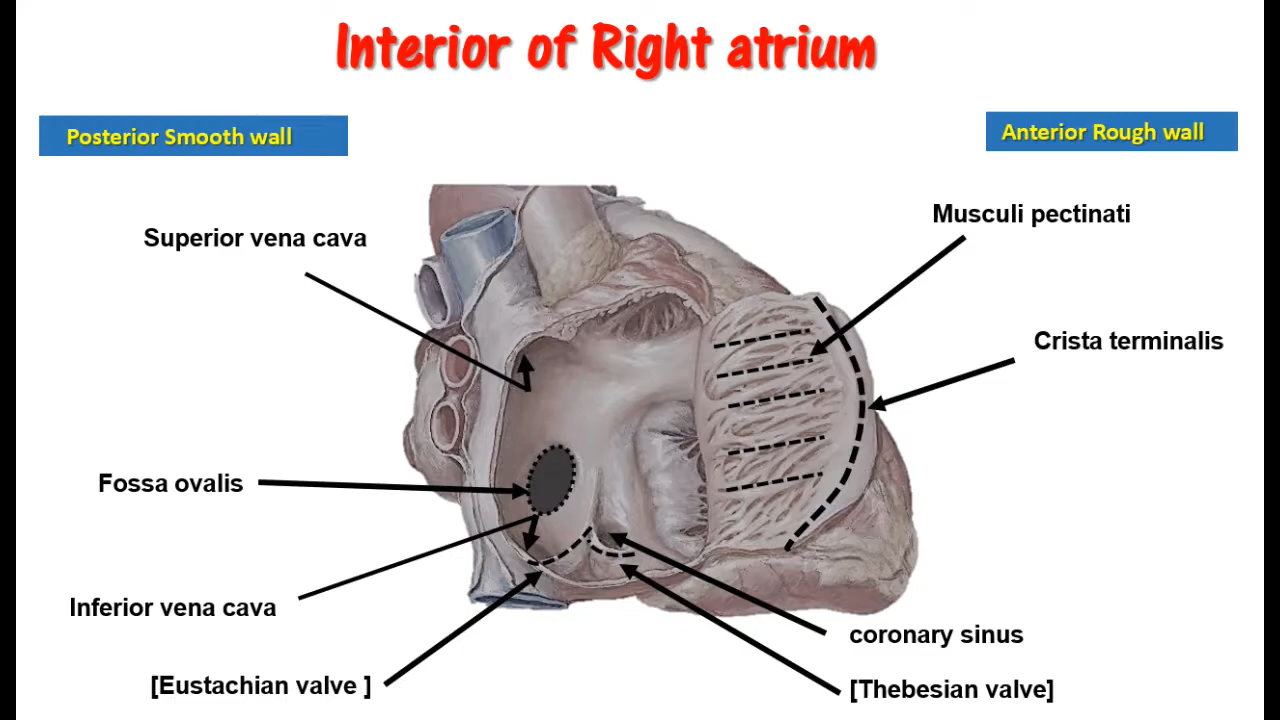 Interior of Right atrium
Posterior Smooth wall
Anterior Rough wall
Musculi pectinati
Superior vena cava
Crista terminalis
Fossa ovalis
Inferior vena cava
coronary sinus
[Eustachian valve ]
[Thebesian valve]